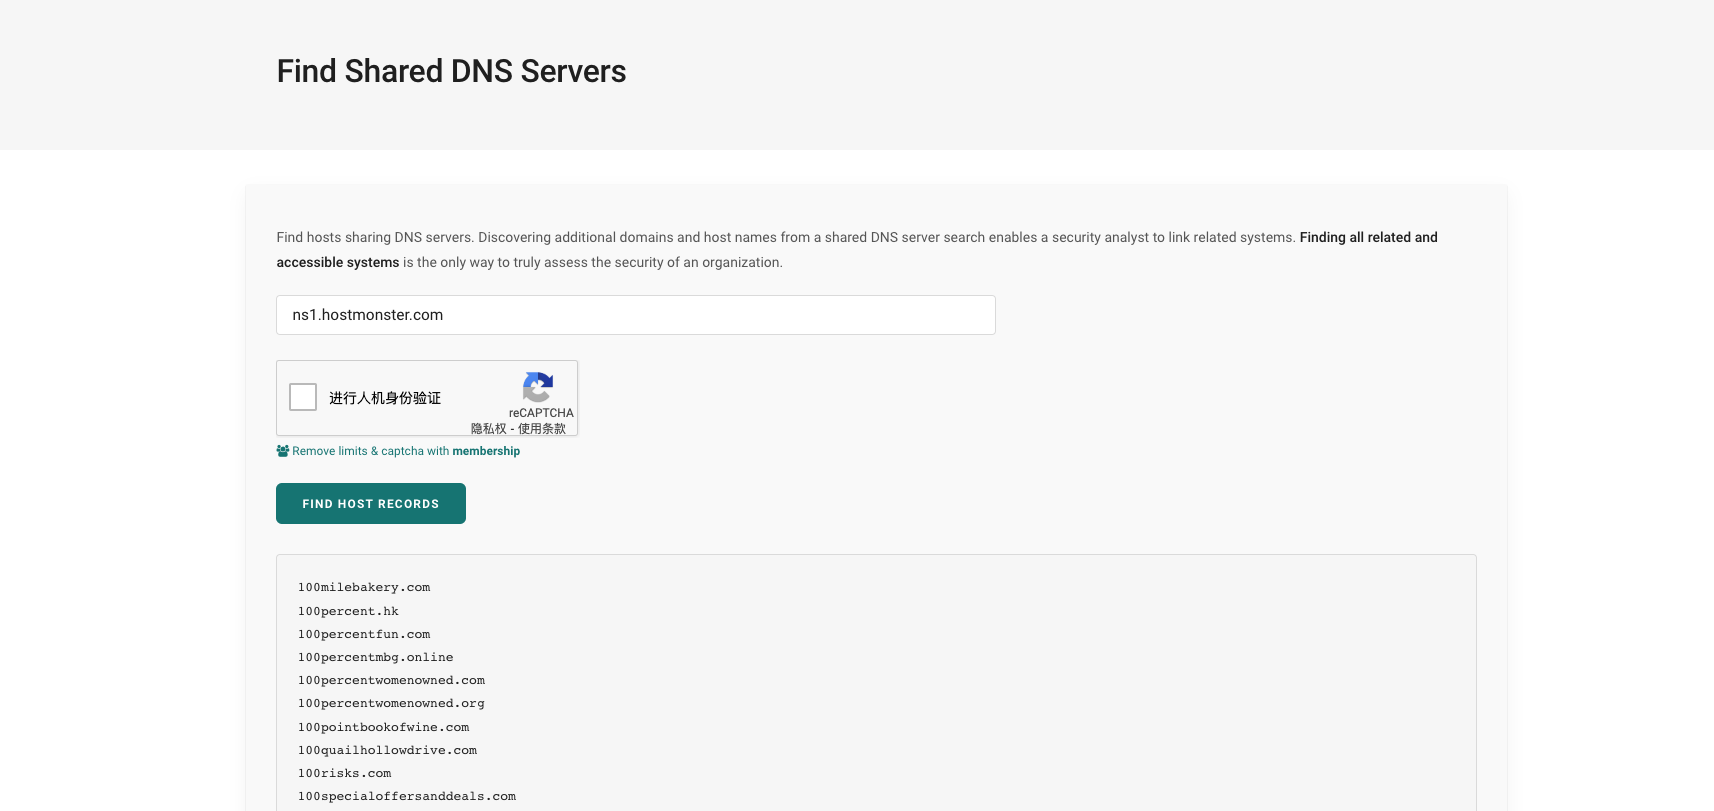 Find Shared DNS Servers
Find hosts sharing DNS servers. Discovering additional domains and host names from a shared DNS server search enables a security analyst to link related systems. Finding all related and
accessible systems is the only way to truly assess the security of an organization.
ns1.hostmonster.com
进行人机身份验证
reCAPTCHA
隐私权 - 使用条款
Remove limits & captcha with membership
FIND HOST RECORDS
100milebakery.com
100percent.hk
100percentfun.com
100percentmbg.online
100percentwomenowned.com
100percentwomenowned.org
100pointbookofwine.com
100quailhollowdrive.com
100risks.com
100specialoffersanddeals.com